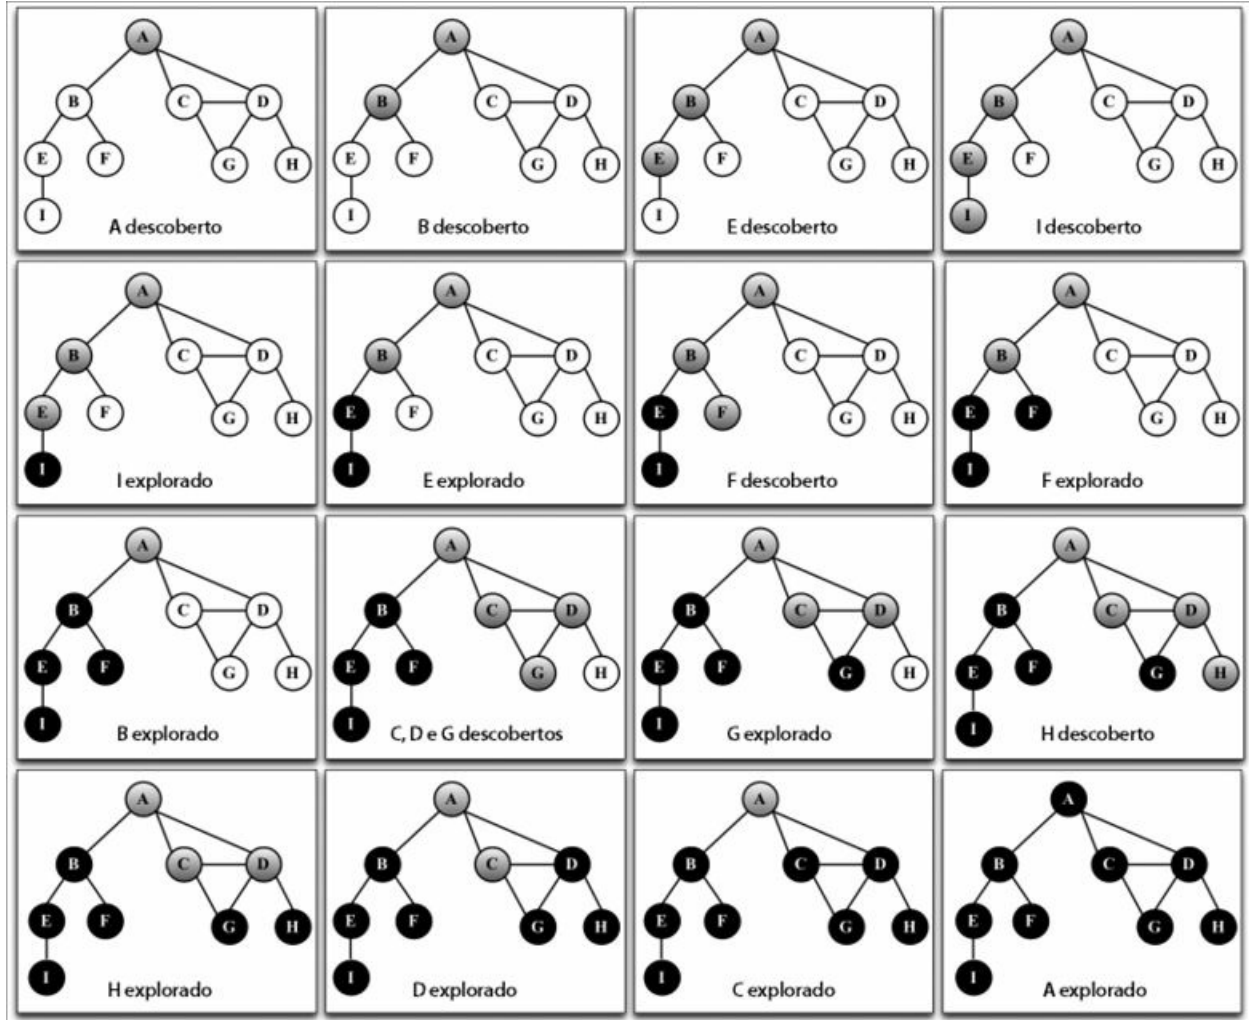 A
B C D
E F G H
I
A descoberto
A
B C D
E F G H
I
B descoberto
A
B C D
E F G H
I
E descoberto
A
B C D
E F G H
I
I descoberto
A
B C D
E F G H
I
I explorado
A
B C D
E F G H
I
E explorado
A
B C D
E F G H
I
F descoberto
A
B C D
E F G H
I
F explorado
A
B C D
E F G H
I
B explorado
A
B C D
E F G H
I
C, D e G descobertos
A
B C D
E F G H
I
G explorado
A
B C D
E F G H
I
H descoberto
A
B C D
E F G H
I
H explorado
A
B C D
E F G H
I
D explorado
A
B C D
E F G H
I
C explorado
A
B C D
E F G H
I
A explorado